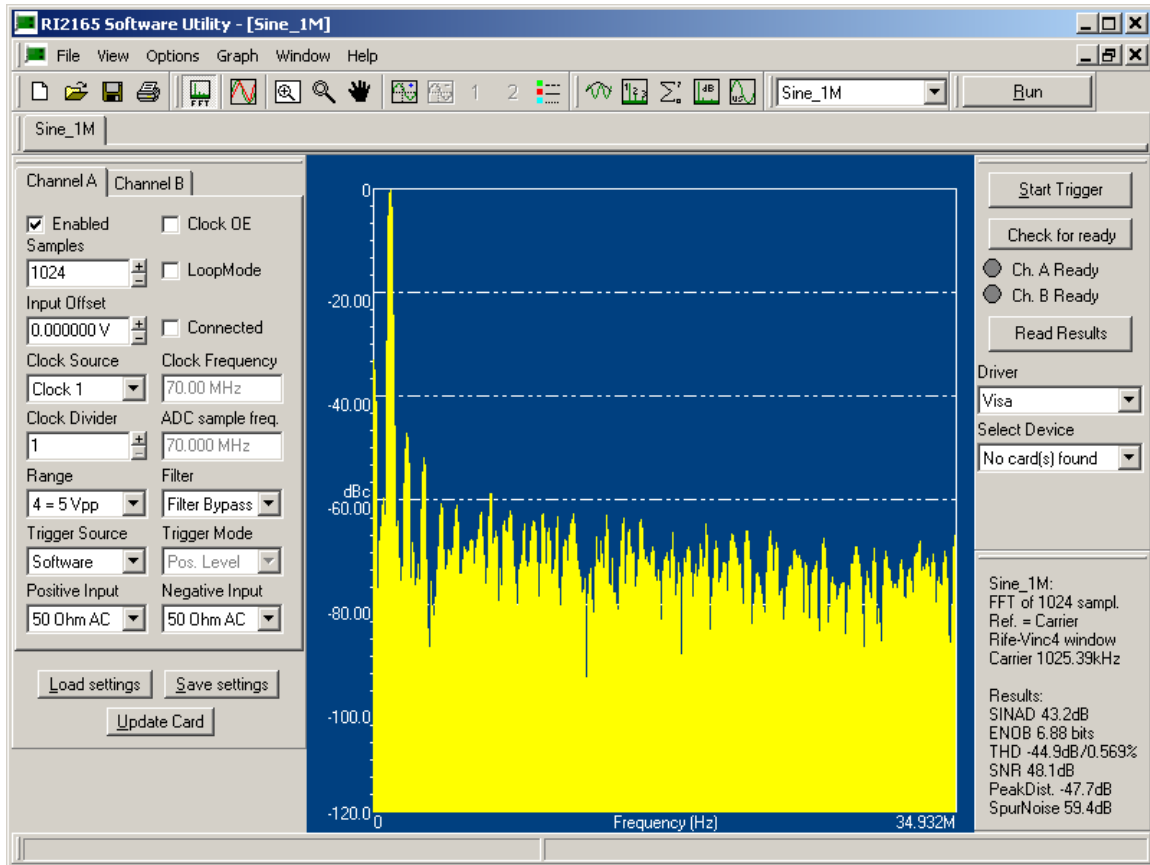 RI2165 Software Utility - [Sine_1M]
File View Options Graph Window Help
FFT 1 2 1 2 3 Σ dB Sine_1M Run
Sine_1M
Channel A Channel B
Enabled Clock OE
Samples
1024 LoopMode
Input Offset
0.000000 V Connected
Clock Source Clock Frequency
Clock 1 70.00 MHz
Clock Divider ADC sample freq.
1 70.000 MHz
Range Filter
4 = 5 Vpp Filter Bypass
Trigger Source Trigger Mode
Software Pos. Level
Positive Input Negative Input
50 Ohm AC 50 Ohm AC
Load settings Save settings
Update Card
0
-20.00
-40.00
dBc
-60.00
-80.00
-100.0
-120.0
0 Frequency (Hz) 34.932M
Start Trigger
Check for ready
Ch. A Ready
Ch. B Ready
Read Results
Driver
Visa
Select Device
No card(s) found
Sine_1M:
FFT of 1024 sampl.
Ref. = Carrier
Rife-Vinc4 window
Carrier 1025.39kHz
Results:
SINAD 43.2dB
ENOB 6.88 bits
THD -44.9dB/0.569%
SNR 48.1dB
PeakDist. -47.7dB
SpurNoise 59.4dB